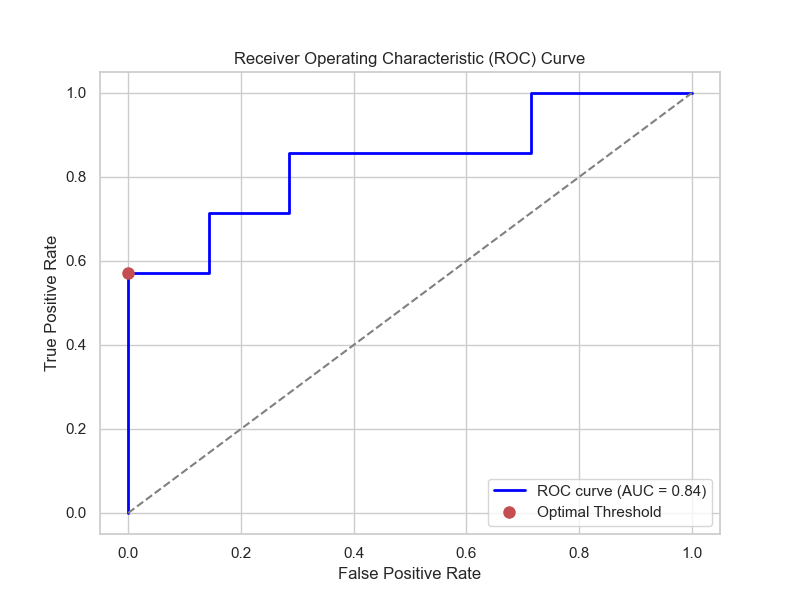 Receiver Operating Characteristic (ROC) Curve
True Positive Rate
1.0
0.8
0.6
0.4
0.2
0.0
ROC curve (AUC = 0.84)
Optimal Threshold
0.0 0.2 0.4 0.6 0.8 1.0
False Positive Rate